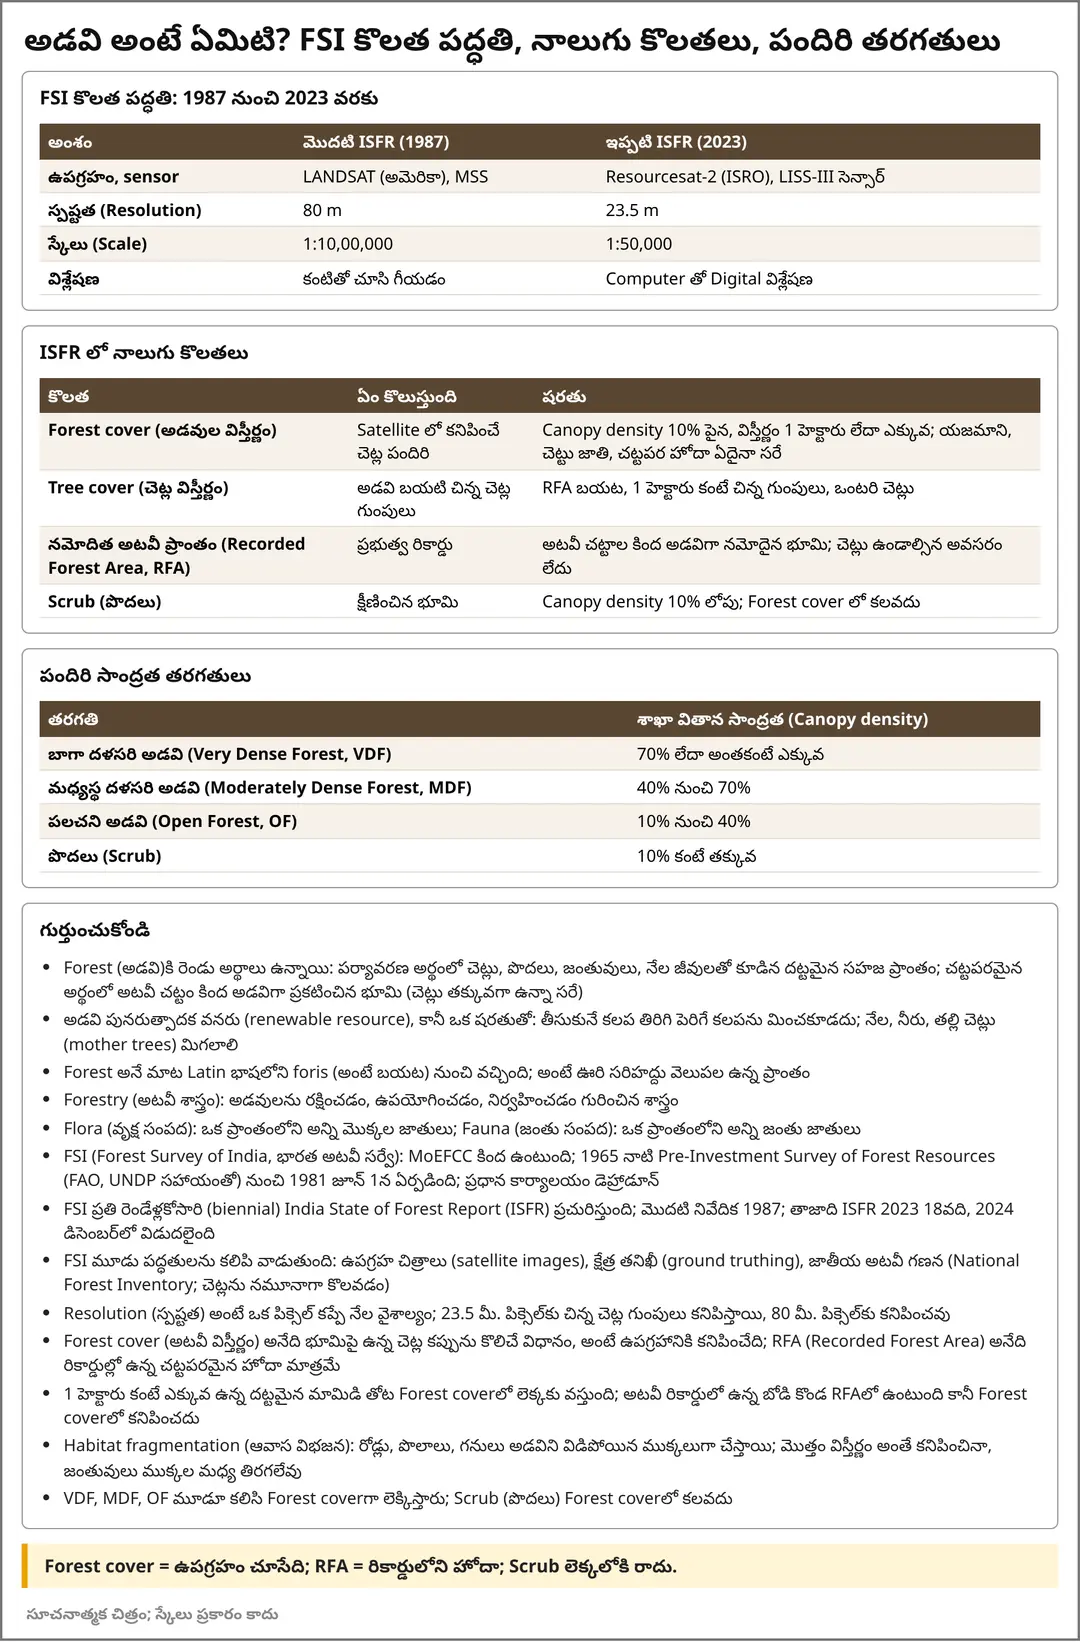 అడవి అంటే ఏమిటి? FSI కొలత పద్ధతి, నాలుగు కొలతలు, పందిరి తరగతులు
FSI కొలత పద్ధతి: 1987 నుంచి 2023 వరకు
అంశం మొదటి ISFR (1987) ఇప్పటి ISFR (2023)
ఉపగ్రహం, sensor LANDSAT (అమెరికా), MSS Resourcesat-2 (ISRO), LISS-III సెన్సార్
స్పష్టత (Resolution) 80 m 23.5 m
స్కేలు (Scale) 1:10,00,000 1:50,000
విశ్లేషణ కంటితో చూసి గీయడం Computer తో Digital విశ్లేషణ
ISFR లో నాలుగు కొలతలు
కొలత ఏం కొలుస్తుంది షరతు
Forest cover (అడవుల విస్తీర్ణం) Satellite లో కనిపించే చెట్ల పందిరి Canopy density 10% పైన, విస్తీర్ణం 1 హెక్టారు లేదా ఎక్కువ; యజమాని, చెట్టు జాతి, చట్టపర హోదా ఏదైనా సరే
Tree cover (చెట్ల విస్తీర్ణం) అడవి బయటి చిన్న చెట్ల గుంపులు RFA బయట, 1 హెక్టారు కంటే చిన్న గుంపులు, ఒంటరి చెట్లు
నమోదిత అటవీ ప్రాంతం (Recorded Forest Area, RFA) ప్రభుత్వ రికార్డు అటవీ చట్టాల కింద అడవిగా నమోదైన భూమి; చెట్లు ఉండాల్సిన అవసరం లేదు
Scrub (పొదలు) క్షీణించిన భూమి Canopy density 10% లోపు; Forest cover లో కలవదు
పందిరి సాంద్రత తరగతులు
తరగతి శాఖా వితాన సాంద్రత (Canopy density)
బాగా దళసరి అడవి (Very Dense Forest, VDF) 70% లేదా అంతకంటే ఎక్కువ
మధ్యస్థ దళసరి అడవి (Moderately Dense Forest, MDF) 40% నుంచి 70%
పలచని అడవి (Open Forest, OF) 10% నుంచి 40%
పొదలు (Scrub) 10% కంటే తక్కువ
గుర్తుంచుకోండి
• Forest (అడవి)కి రెండు అర్థాలు ఉన్నాయి: పర్యావరణ అర్థంలో చెట్లు, పొదలు, జంతువులు, నేల జీవులతో కూడిన దట్టమైన సహజ ప్రాంతం; చట్టపరమైన
అర్థంలో అటవీ చట్టం కింద అడవిగా ప్రకటించిన భూమి (చెట్లు తక్కువగా ఉన్నా సరే)
• అడవి పునరుత్పాదక వనరు (renewable resource), కానీ ఒక షరతుతో: తీసుకునే కలప తిరిగి పెరిగే కలపను మించకూడదు; నేల, నీరు, తల్లి చెట్లు
(mother trees) మిగలాలి
• Forest అనే మాట Latin భాషలోని foris (అంటే బయట) నుంచి వచ్చింది; అంటే ఊరి సరిహద్దు వెలుపల ఉన్న ప్రాంతం
• Forestry (అటవీ శాస్త్రం): అడవులను రక్షించడం, ఉపయోగించడం, నిర్వహించడం గురించిన శాస్త్రం
• Flora (వృక్ష సంపద): ఒక ప్రాంతంలోని అన్ని మొక్కల జాతులు; Fauna (జంతు సంపద): ఒక ప్రాంతంలోని అన్ని జంతు జాతులు
• FSI (Forest Survey of India, భారత అటవీ సర్వే): MoEFCC కింద ఉంటుంది; 1965 నాటి Pre-Investment Survey of Forest Resources
(FAO, UNDP సహాయంతో) నుంచి 1981 జూన్ 1న ఏర్పడింది; ప్రధాన కార్యాలయం డెహ్రాడూన్
• FSI ప్రతి రెండేళ్లకోసారి (biennial) India State of Forest Report (ISFR) ప్రచురిస్తుంది; మొదటి నివేదిక 1987; తాజాది ISFR 2023 18వది, 2024
డిసెంబర్‌లో విడుదలైంది
• FSI మూడు పద్ధతులను కలిపి వాడుతుంది: ఉపగ్రహ చిత్రాలు (satellite images), క్షేత్ర తనిఖీ (ground truthing), జాతీయ అటవీ గణన (National
Forest Inventory; చెట్లను నమూనాగా కొలవడం)
• Resolution (స్పష్టత) అంటే ఒక పిక్సెల్ కప్పే నేల వైశాల్యం; 23.5 మీ. పిక్సెల్‌కు చిన్న చెట్ల గుంపులు కనిపిస్తాయి, 80 మీ. పిక్సెల్‌కు కనిపించవు
• Forest cover (అటవీ విస్తీర్ణం) అనేది భూమిపై ఉన్న చెట్ల కప్పును కొలిచే విధానం, అంటే ఉపగ్రహానికి కనిపించేది; RFA (Recorded Forest Area) అనేది
రికార్డుల్లో ఉన్న చట్టపరమైన హోదా మాత్రమే
• 1 హెక్టారు కంటే ఎక్కువ ఉన్న దట్టమైన మామిడి తోట Forest coverలో లెక్కకు వస్తుంది; అటవీ రికార్డులో ఉన్న బోడి కొండ RFAలో ఉంటుంది కానీ Forest
coverలో కనిపించదు
• Habitat fragmentation (ఆవాస విభజన): రోడ్లు, పొలాలు, గనులు అడవిని విడిపోయిన ముక్కలుగా చేస్తాయి; మొత్తం విస్తీర్ణం అంతే కనిపించినా,
జంతువులు ముక్కల మధ్య తిరగలేవు
• VDF, MDF, OF మూడూ కలిసి Forest coverగా లెక్కిస్తారు; Scrub (పొదలు) Forest coverలో కలవదు
Forest cover = ఉపగ్రహం చూసేది; RFA = రికార్డులోని హోదా; Scrub లెక్కలోకి రాదు.
సూచనాత్మక చిత్రం; స్కేలు ప్రకారం కాదు